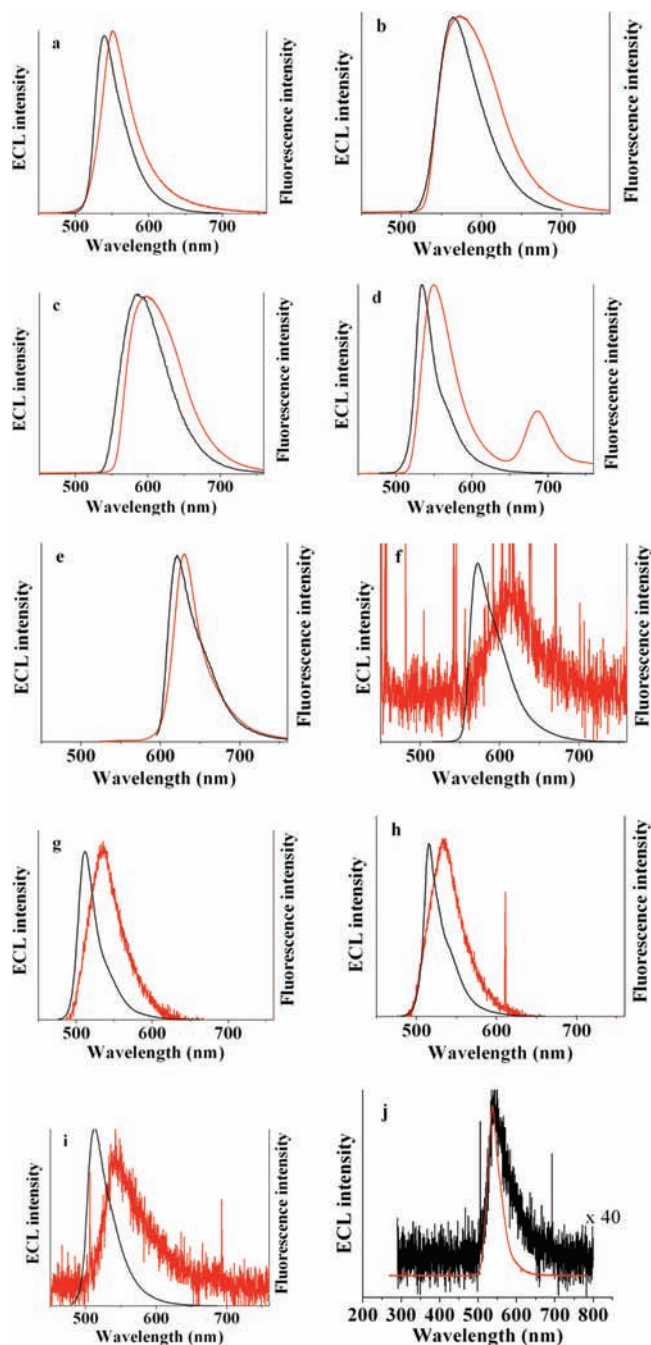 a
ECL intensity
Fluorescence intensity
500 600 700
Wavelength (nm)
b
ECL intensity
Fluorescence intensity
500 600 700
Wavelength (nm)
c
ECL intensity
Fluorescence intensity
500 600 700
Wavelength (nm)
d
ECL intensity
Fluorescence intensity
500 600 700
Wavelength (nm)
e
ECL intensity
Fluorescence intensity
500 600 700
Wavelength (nm)
f
ECL intensity
Fluorescence intensity
500 600 700
Wavelength (nm)
g
ECL intensity
Fluorescence intensity
500 600 700
Wavelength (nm)
h
ECL intensity
Fluorescence intensity
500 600 700
Wavelength (nm)
i
ECL intensity
Fluorescence intensity
500 600 700
Wavelength (nm)
j
ECL intensity
x 40
200 300 400 500 600 700 800
Wavelength (nm)